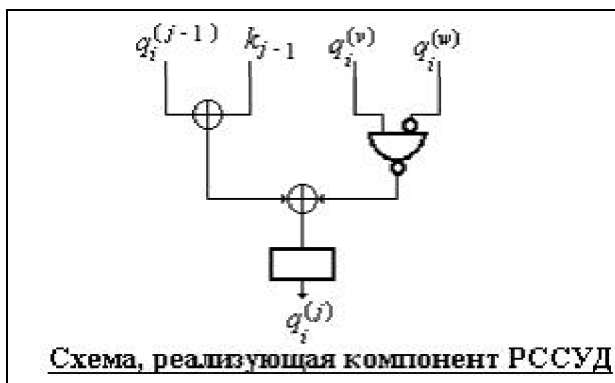 q_i^{(j-1)} k_{j-1} q_i^{(v)} q_i^{(w)}
q_i^{(j)}
Схема, реализующая компонент РССУД